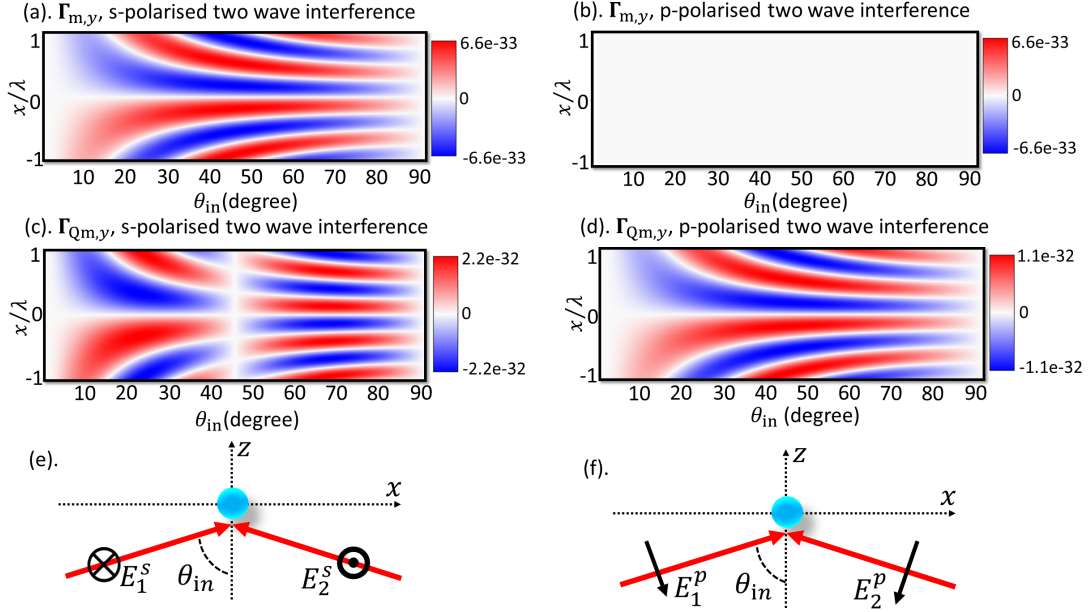 (a). Γm,y, s-polarised two wave interference
1
0
-1
x/λ
6.6e-33
0
-6.6e-33
10 20 30 40 50 60 70 80 90
θin(degree)
(b). Γm,y, p-polarised two wave interference
1
0
-1
x/λ
6.6e-33
0
-6.6e-33
10 20 30 40 50 60 70 80 90
θin(degree)
(c). ΓQm,y, s-polarised two wave interference
1
0
-1
x/λ
2.2e-32
0
-2.2e-32
10 20 30 40 50 60 70 80 90
θin(degree)
(d). ΓQm,y, p-polarised two wave interference
1
0
-1
x/λ
1.1e-32
0
-1.1e-32
10 20 30 40 50 60 70 80 90
θin (degree)
(e).
z
x
E1s
θin
E2s
(f).
z
x
E1p
θin
E2p